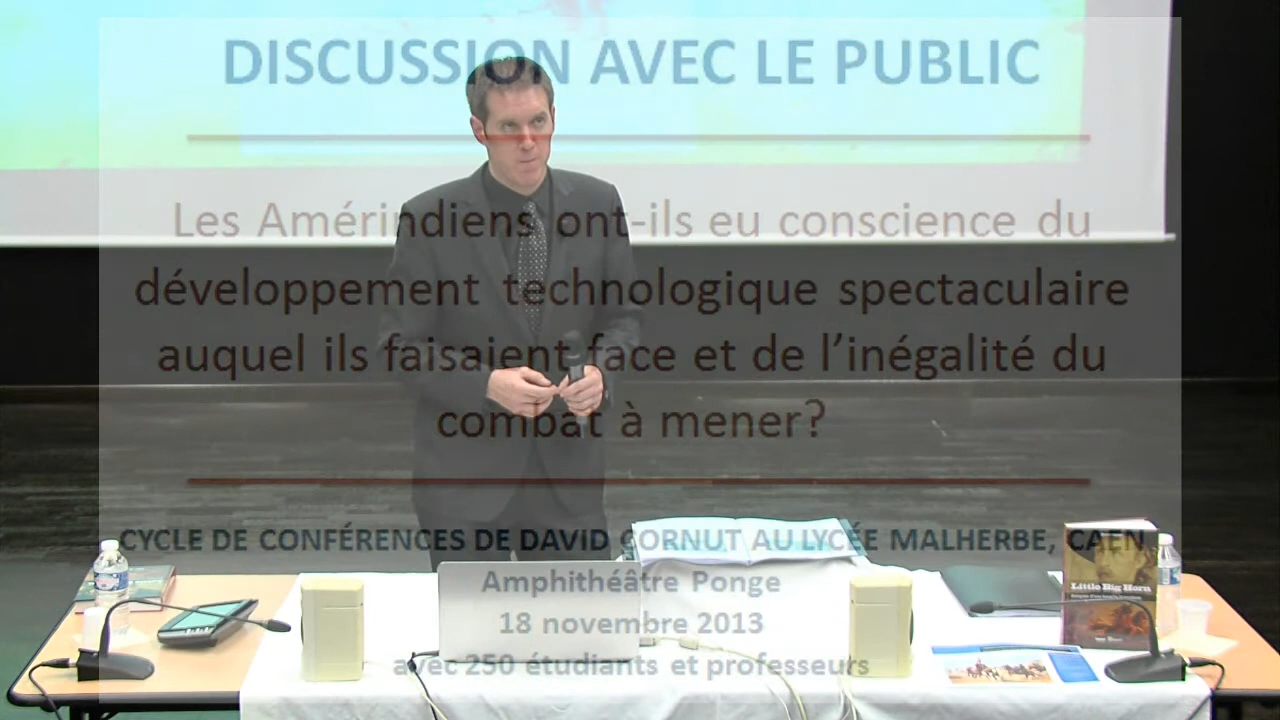 DISCUSSION AVEC LE PUBLIC
Les Amérindiens ont-ils eu conscience du
développement technologique spectaculaire
auquel ils faisaient face et de l’inégalité du
combat à mener?
CYCLE DE CONFÉRENCES DE DAVID CORNUT AU LYCÉE MALHERBE, CAEN
Amphithéâtre Ponge
18 novembre 2013
avec 250 étudiants et professeurs
Little Big Horn